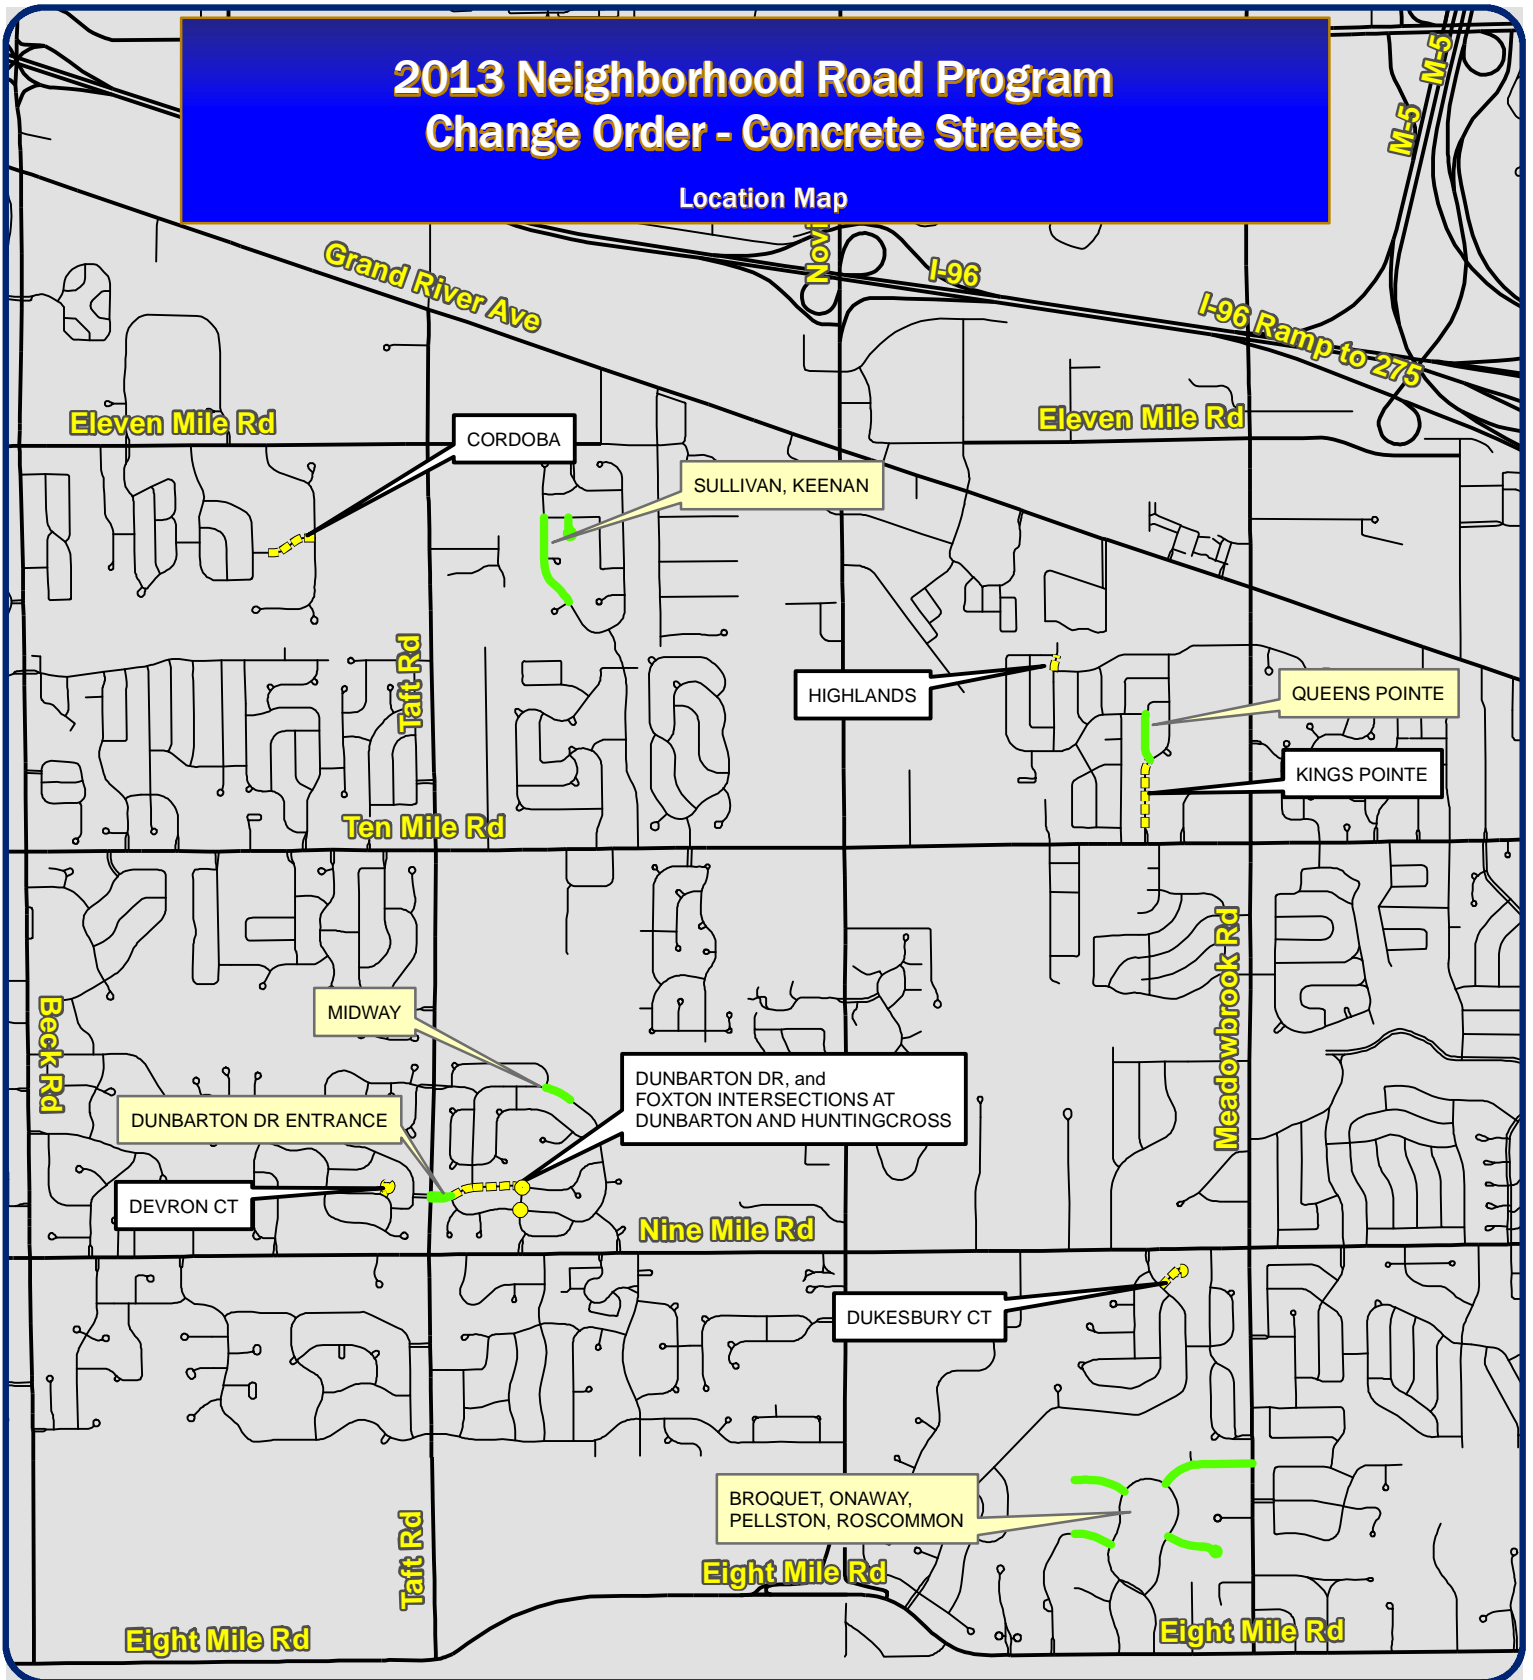 2013 Neighborhood Road Program
Change Order - Concrete Streets
Location Map
M-5
M-5
Novi
Grand River Ave
I-96
I-96 Ramp to 275
Eleven Mile Rd
Eleven Mile Rd
CORDOBA
SULLIVAN, KEENAN
Taft Rd
HIGHLANDS
QUEENS POINTE
KINGS POINTE
Ten Mile Rd
Meadowbrook Rd
Beck Rd
MIDWAY
DUNBARTON DR, and
FOXTON INTERSECTIONS AT
DUNBARTON AND HUNTINGCROSS
DUNBARTON DR ENTRANCE
DEVRON CT
Nine Mile Rd
DUKESBURY CT
BROQUET, ONAWAY,
PELLSTON, ROSCOMMON
Taft Rd
Eight Mile Rd
Eight Mile Rd
Eight Mile Rd